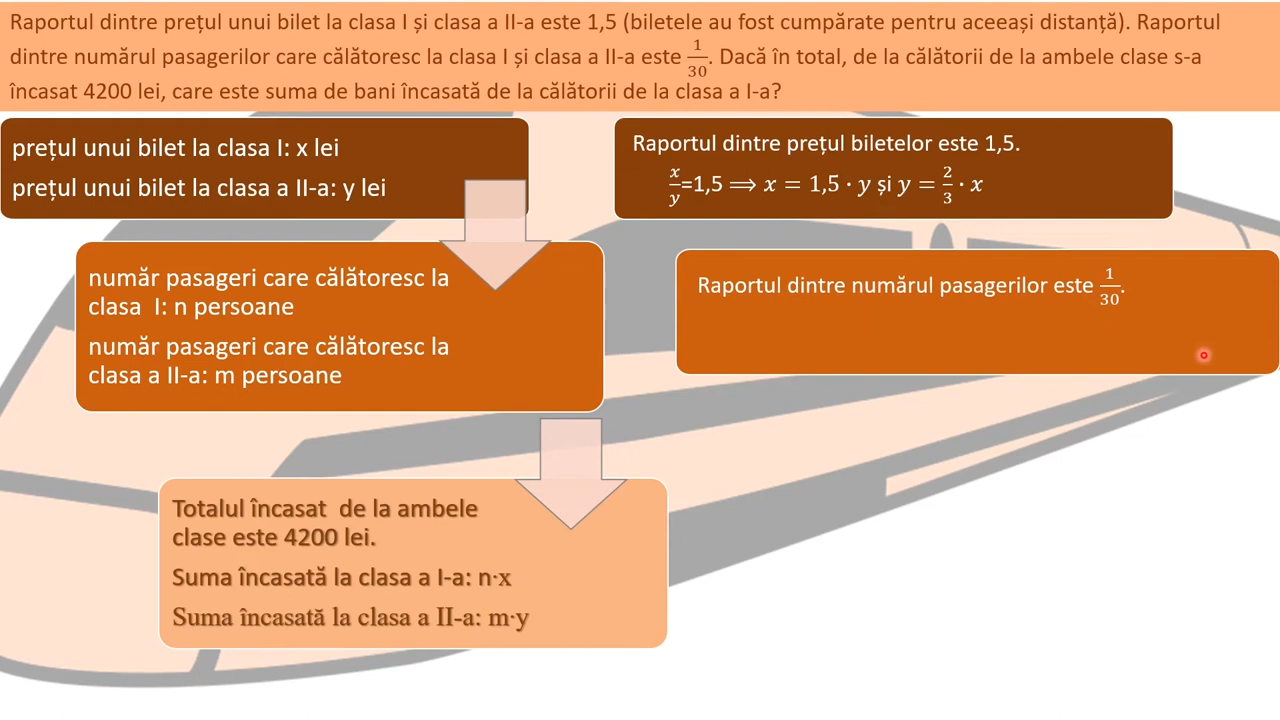 Raportul dintre prețul unui bilet la clasa I și clasa a II-a este 1,5 (biletele au fost cumpărate pentru aceeași distanță). Raportul
dintre numărul pasagerilor care călătoresc la clasa I și clasa a II-a este 1/30. Dacă în total, de la călătorii de la ambele clase s-a
încasat 4200 lei, care este suma de bani încasată de la călătorii de la clasa a I-a?
prețul unui bilet la clasa I: x lei
prețul unui bilet la clasa a II-a: y lei
Raportul dintre prețul biletelor este 1,5.
x/y=1,5 ⟹ x = 1,5 · y și y = 2/3 · x
număr pasageri care călătoresc la
clasa I: n persoane
număr pasageri care călătoresc la
clasa a II-a: m persoane
Raportul dintre numărul pasagerilor este 1/30.
Totalul încasat de la ambele
clase este 4200 lei.
Suma încasată la clasa a I-a: n·x
Suma încasată la clasa a II-a: m·y